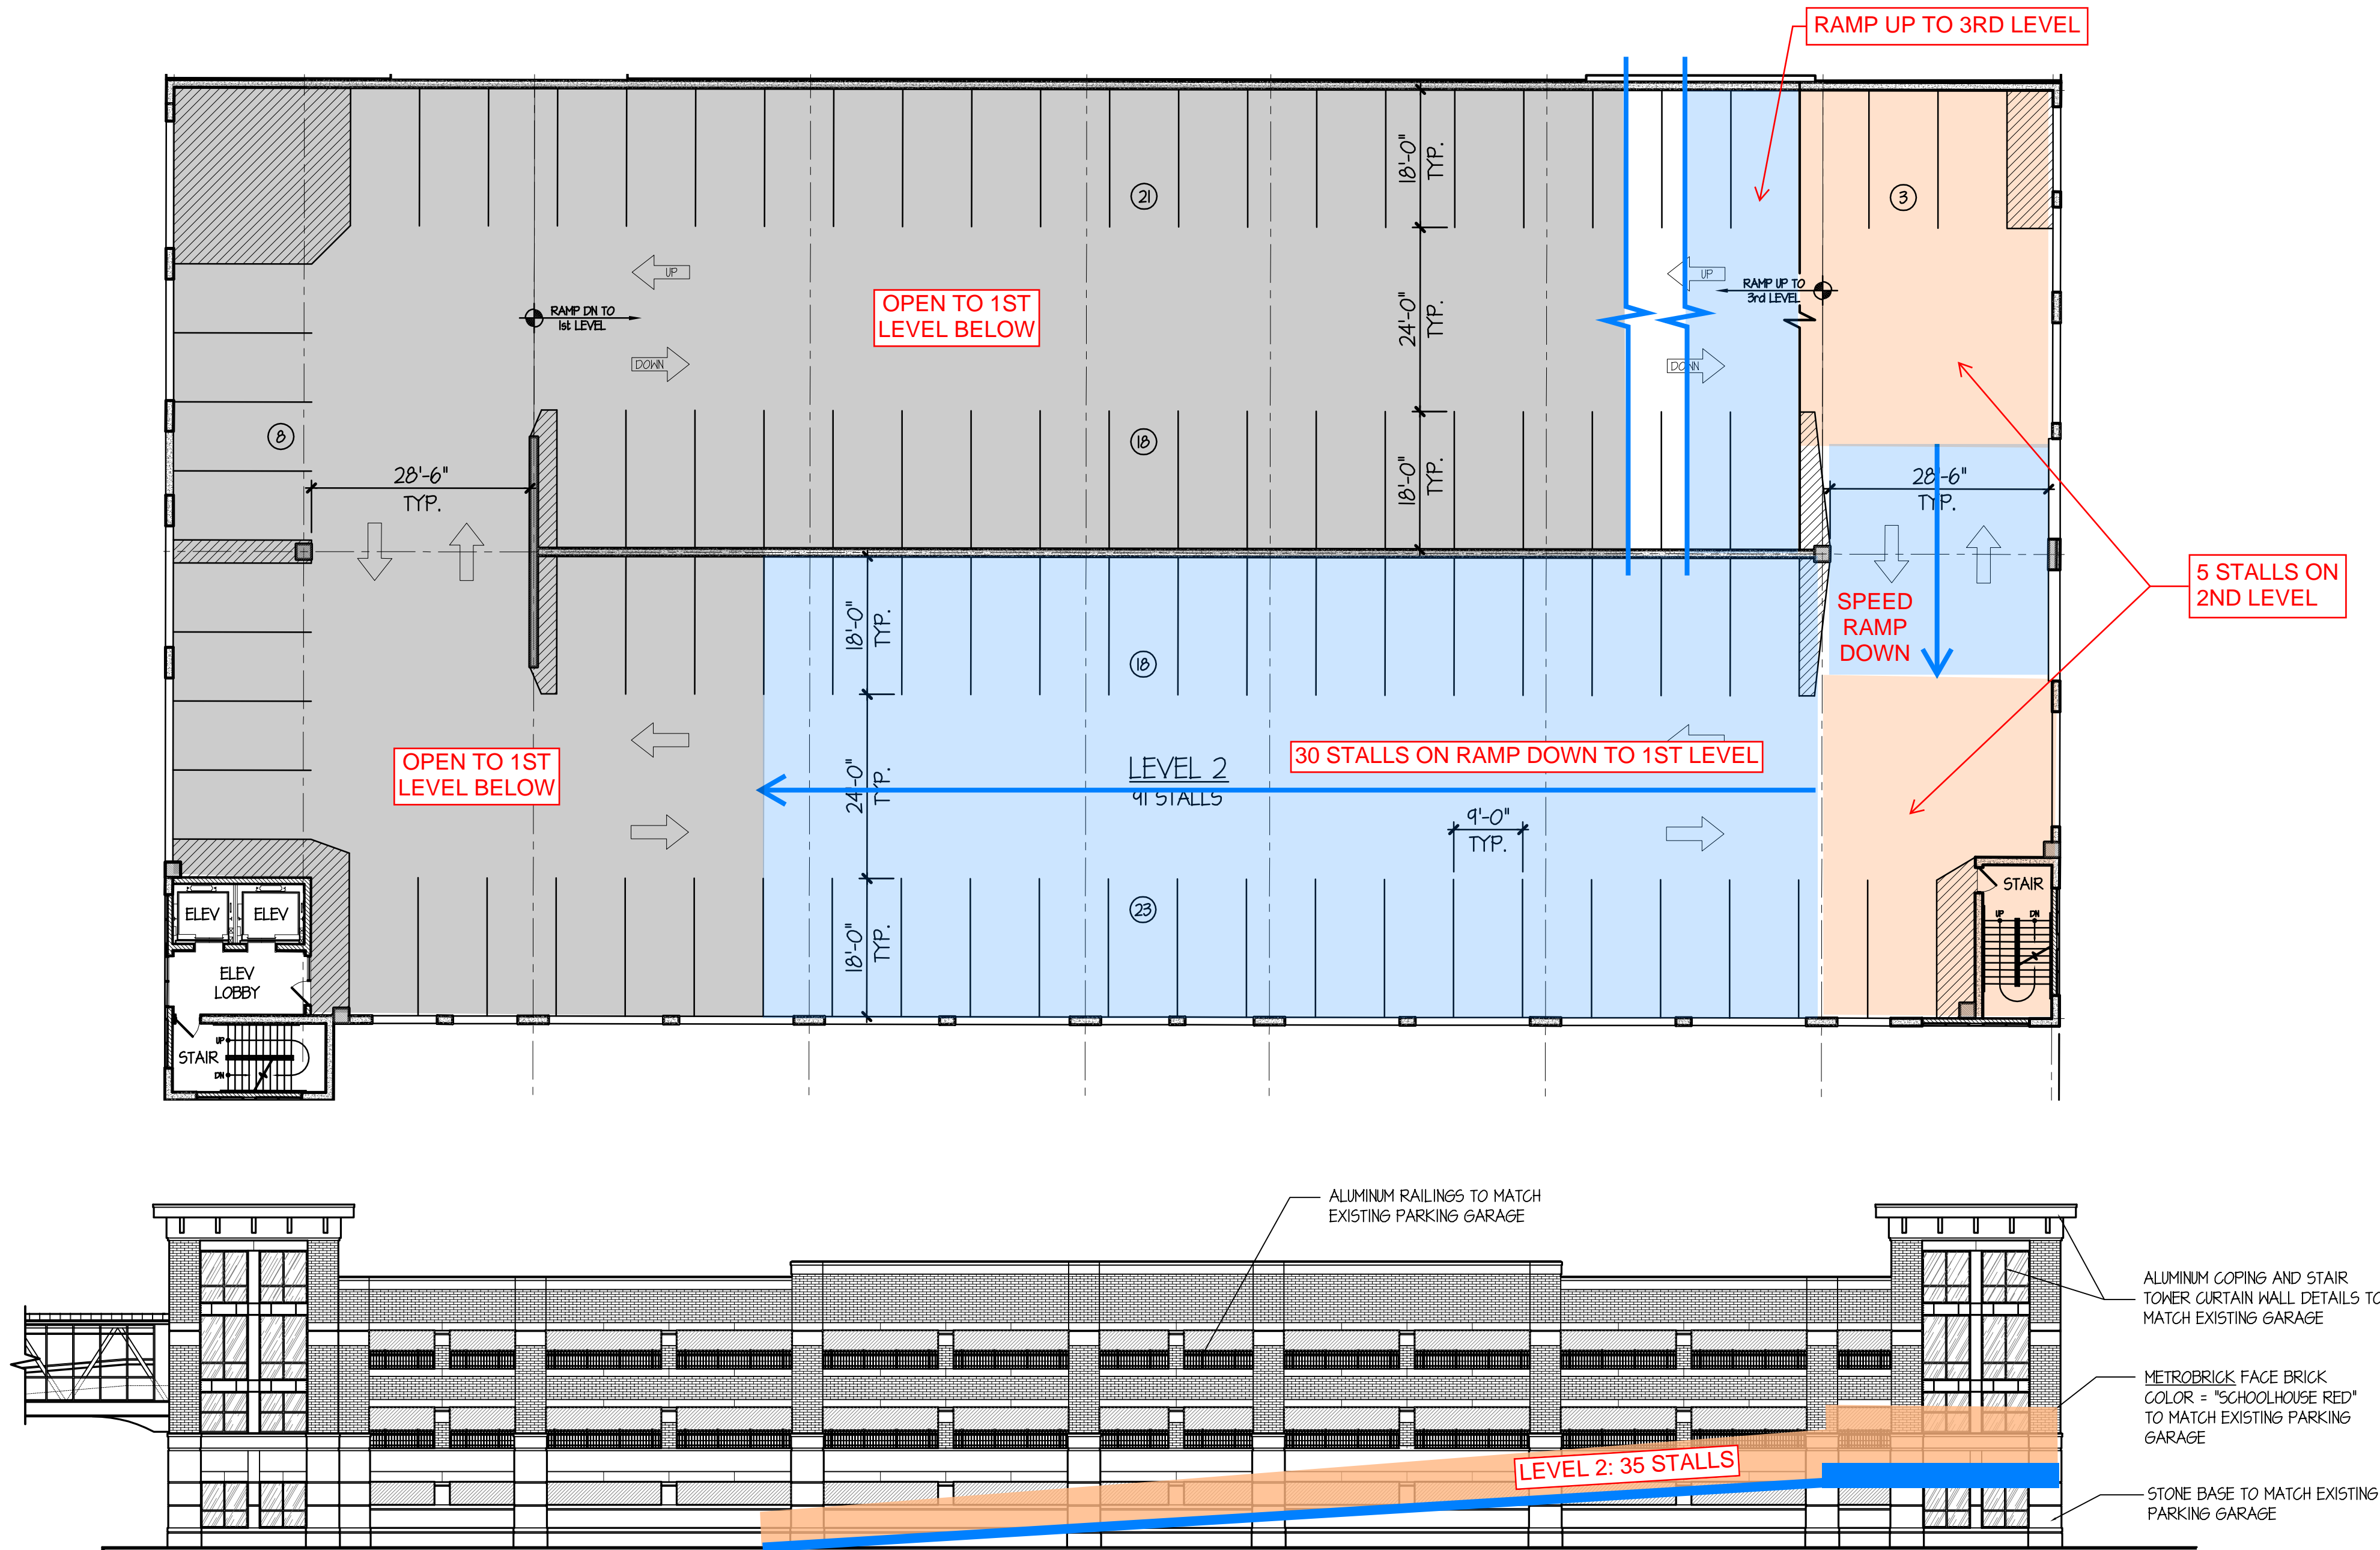 RAMP UP TO 3RD LEVEL
18'-0"
TYP.
21
3
UP
UP
RAMP UP TO
3rd LEVEL
RAMP DN TO
1st LEVEL
OPEN TO 1ST
LEVEL BELOW
24'-0"
TYP.
DOWN
DOWN
8
18
28'-6"
TYP.
18'-0"
TYP.
28'-6"
TYP.
5 STALLS ON
2ND LEVEL
SPEED
RAMP
DOWN
18'-0"
TYP.
18
OPEN TO 1ST
LEVEL BELOW
24'-0"
TYP.
LEVEL 2
91 STALLS
30 STALLS ON RAMP DOWN TO 1ST LEVEL
9'-0"
TYP.
18'-0"
TYP.
23
ELEV
ELEV
ELEV
LOBBY
STAIR
UP
DN
STAIR
UP
DN
ALUMINUM RAILINGS TO MATCH
EXISTING PARKING GARAGE
ALUMINUM COPING AND STAIR
TOWER CURTAIN WALL DETAILS TO
MATCH EXISTING GARAGE
METROBRICK FACE BRICK
COLOR = "SCHOOLHOUSE RED"
TO MATCH EXISTING PARKING
GARAGE
LEVEL 2: 35 STALLS
STONE BASE TO MATCH EXISTING
PARKING GARAGE